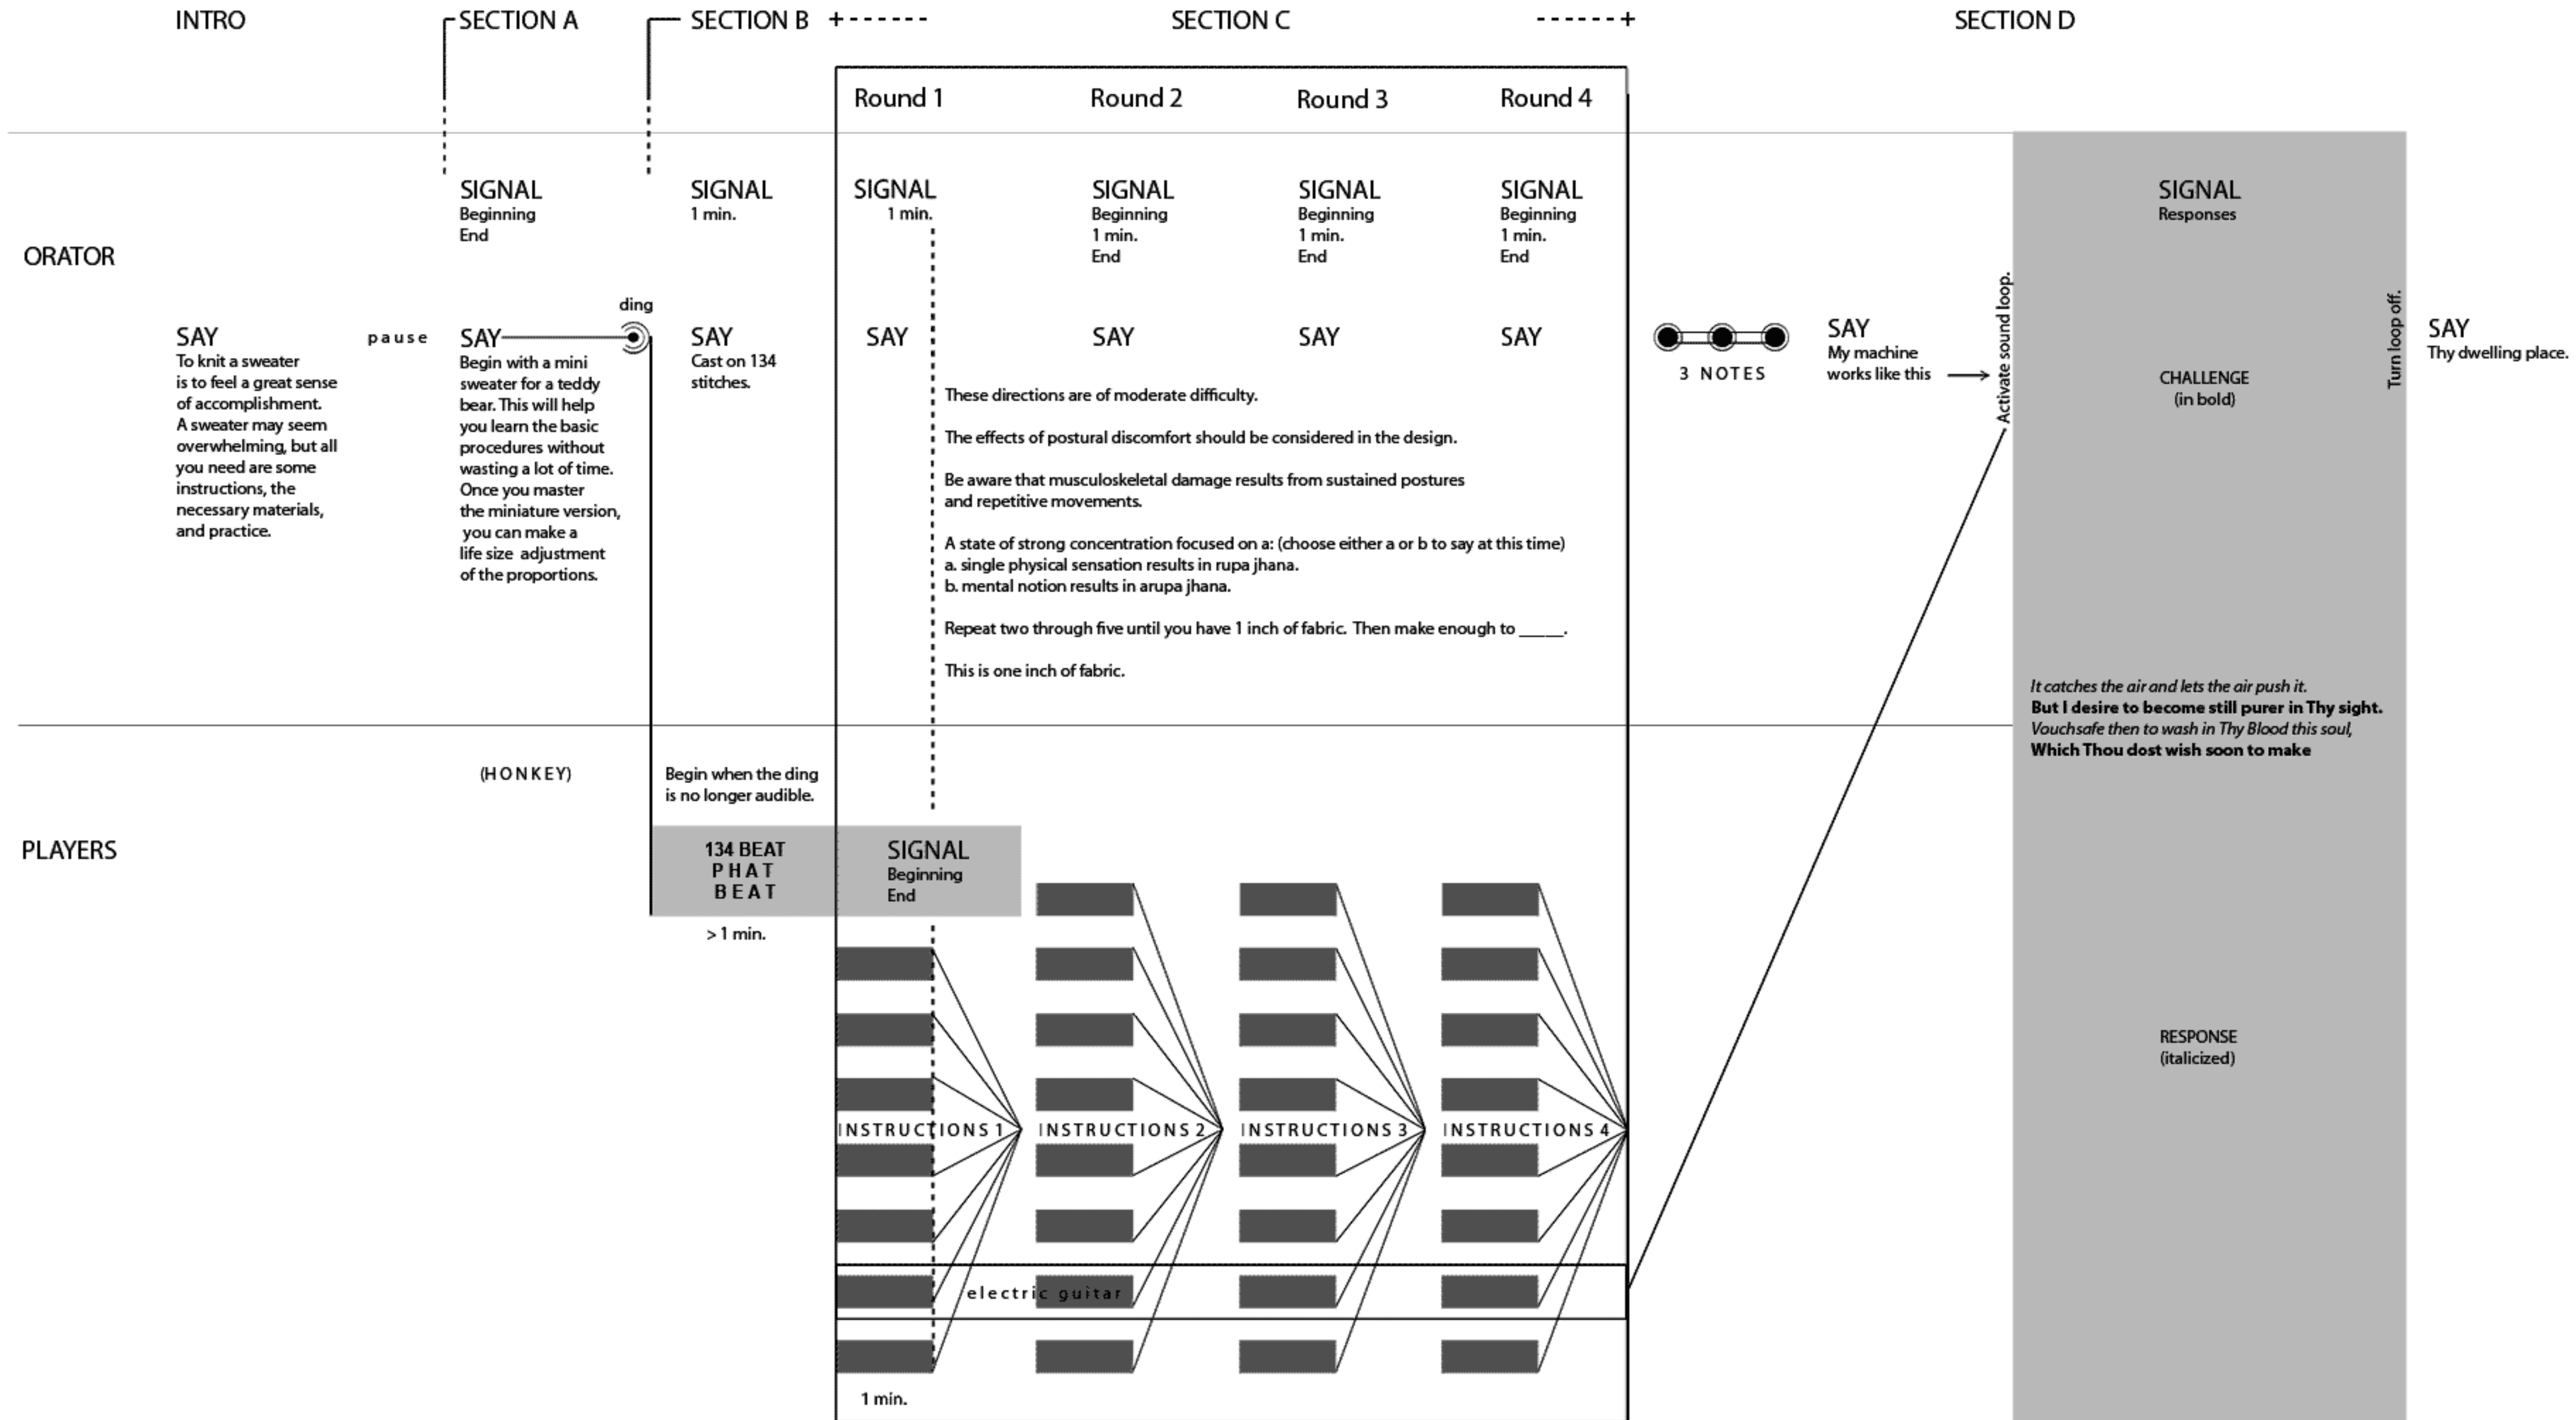 INTRO
SECTION A
SECTION B
SECTION C
SECTION D
Round 1
Round 2
Round 3
Round 4
ORATOR
SIGNAL
Beginning
End
SIGNAL
1 min.
SIGNAL
1 min.
SIGNAL
Beginning
1 min.
End
SIGNAL
Beginning
1 min.
End
SIGNAL
Beginning
1 min.
End
SIGNAL
Responses
SAY
To knit a sweater
is to feel a great sense
of accomplishment.
A sweater may seem
overwhelming, but all
you need are some
instructions, the
necessary materials,
and practice.
pause
SAY
Begin with a mini
sweater for a teddy
bear. This will help
you learn the basic
procedures without
wasting a lot of time.
Once you master
the miniature version,
you can make a
life size adjustment
of the proportions.
ding
SAY
Cast on 134
stitches.
SAY
SAY
SAY
SAY
These directions are of moderate difficulty.
The effects of postural discomfort should be considered in the design.
Be aware that musculoskeletal damage results from sustained postures
and repetitive movements.
A state of strong concentration focused on a: (choose either a or b to say at this time)
a. single physical sensation results in rupa jhana.
b. mental notion results in arupa jhana.
Repeat two through five until you have 1 inch of fabric. Then make enough to _____.
This is one inch of fabric.
3 NOTES
SAY
My machine
works like this
Activate sound loop.
CHALLENGE
(in bold)
Turn loop off.
SAY
Thy dwelling place.
It catches the air and lets the air push it.
But I desire to become still purer in Thy sight.
Vouchsafe then to wash in Thy Blood this soul,
Which Thou dost wish soon to make
RESPONSE
(italicized)
PLAYERS
(HONKEY)
Begin when the ding
is no longer audible.
134 BEAT
PHAT
BEAT
> 1 min.
SIGNAL
Beginning
End
INSTRUCTIONS 1
INSTRUCTIONS 2
INSTRUCTIONS 3
INSTRUCTIONS 4
electric guitar
1 min.